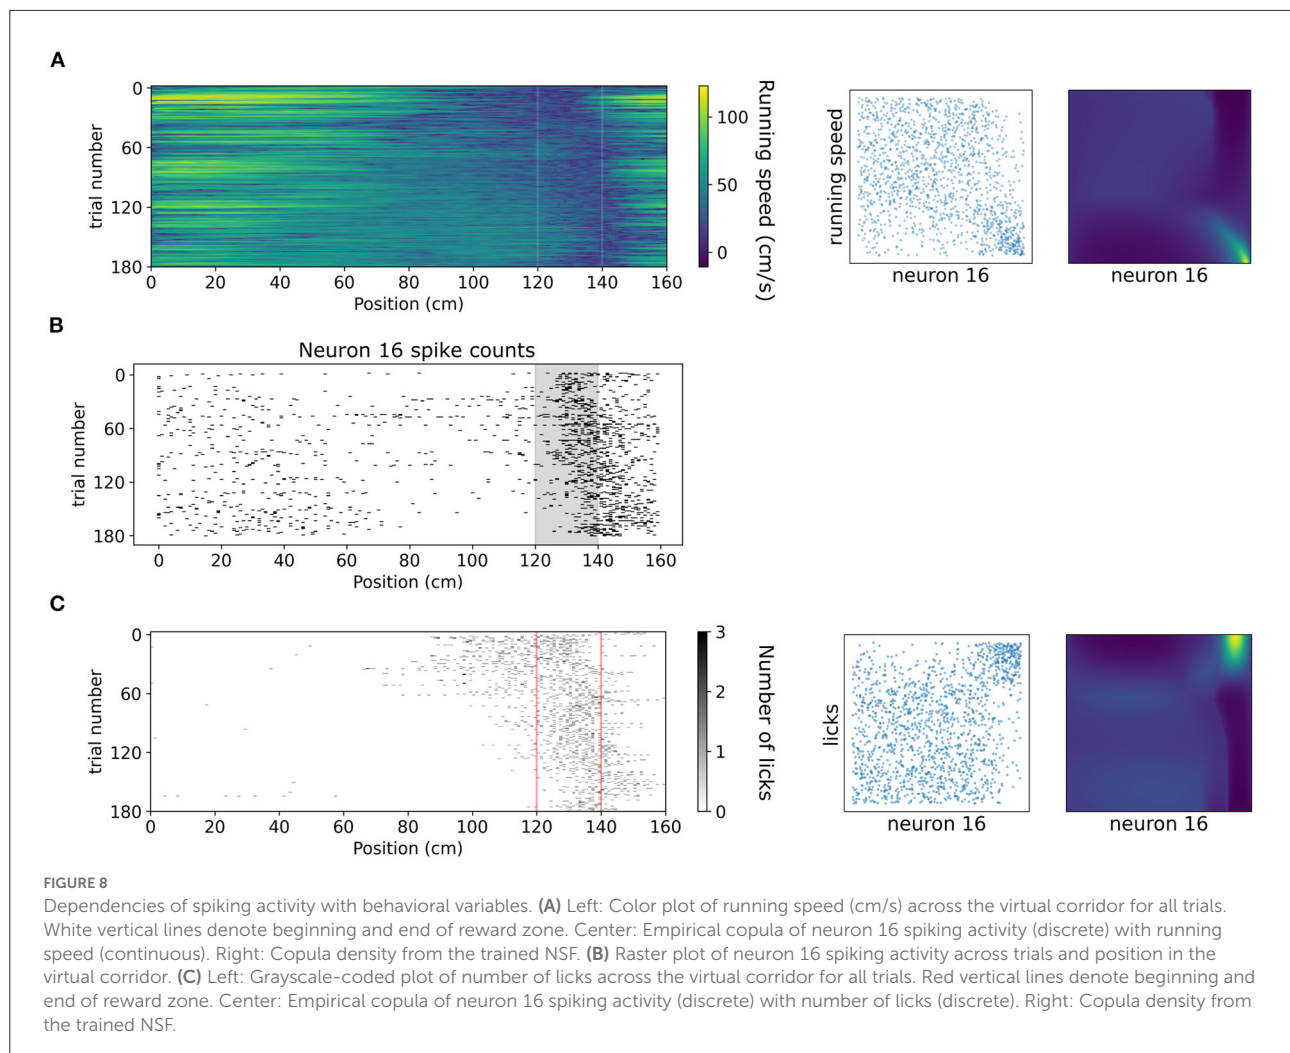 A
0
60
120
180
trial number
0 20 40 60 80 100 120 140 160
Position (cm)
100
50
0
Running speed (cm/s)
running speed
neuron 16
neuron 16
B
Neuron 16 spike counts
0
60
120
180
trial number
0 20 40 60 80 100 120 140 160
Position (cm)
C
0
60
120
180
trial number
0 20 40 60 80 100 120 140 160
Position (cm)
3
2
1
0
Number of licks
licks
neuron 16
neuron 16
FIGURE 8
Dependencies of spiking activity with behavioral variables. (A) Left: Color plot of running speed (cm/s) across the virtual corridor for all trials.
White vertical lines denote beginning and end of reward zone. Center: Empirical copula of neuron 16 spiking activity (discrete) with running
speed (continuous). Right: Copula density from the trained NSF. (B) Raster plot of neuron 16 spiking activity across trials and position in the
virtual corridor. (C) Left: Grayscale-coded plot of number of licks across the virtual corridor for all trials. Red vertical lines denote beginning and
end of reward zone. Center: Empirical copula of neuron 16 spiking activity (discrete) with number of licks (discrete). Right: Copula density from
the trained NSF.